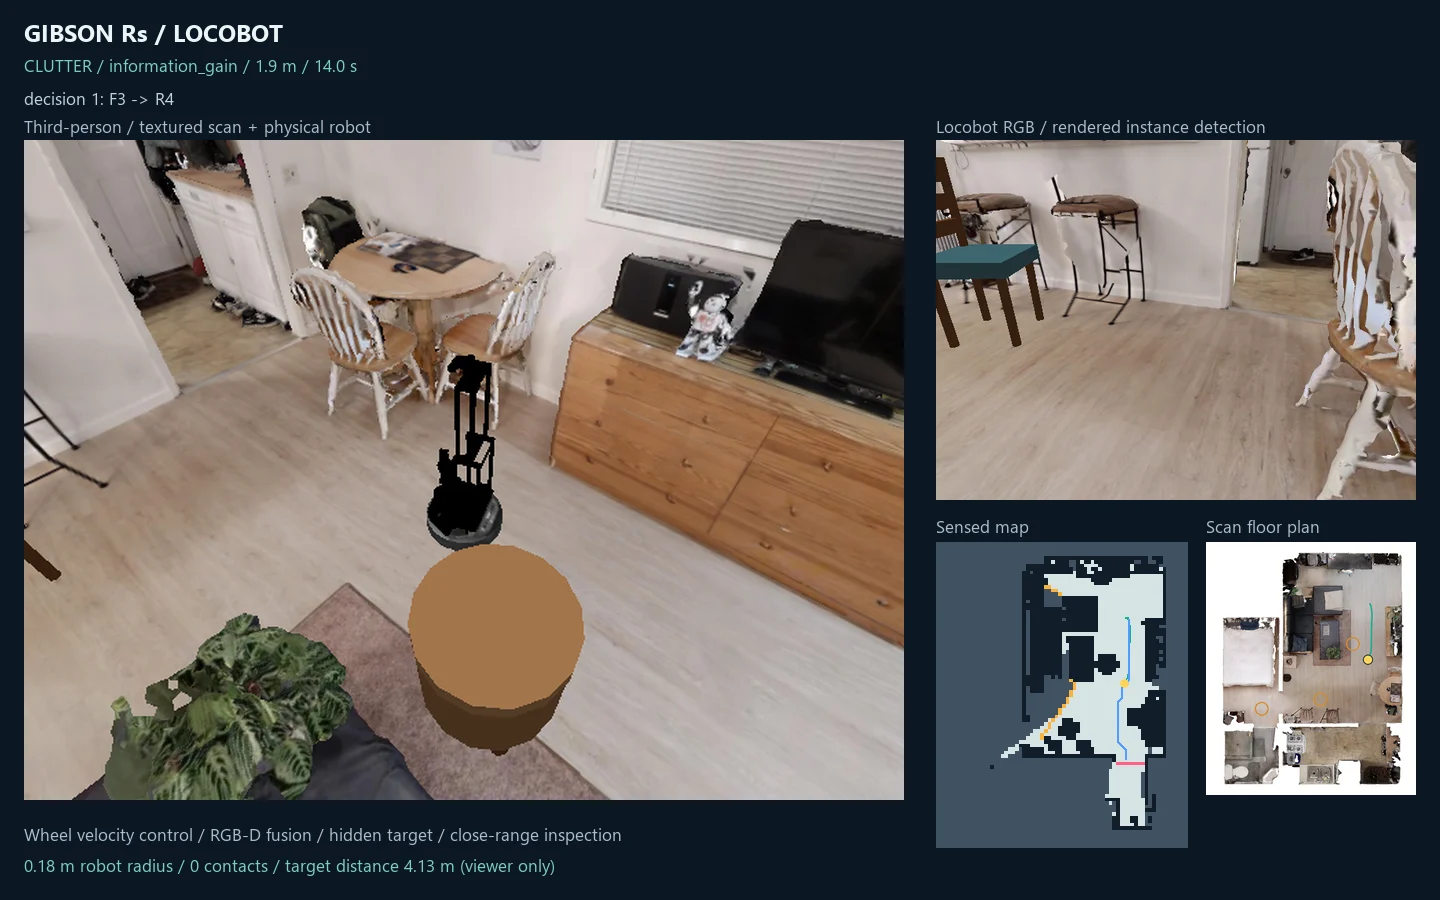 GIBSON Rs / LOCOBOT
CLUTTER / information_gain / 1.9 m / 14.0 s
decision 1: F3 -> R4
Third-person / textured scan + physical robot
Locobot RGB / rendered instance detection
Sensed map
Scan floor plan
Wheel velocity control / RGB-D fusion / hidden target / close-range inspection
0.18 m robot radius / 0 contacts / target distance 4.13 m (viewer only)